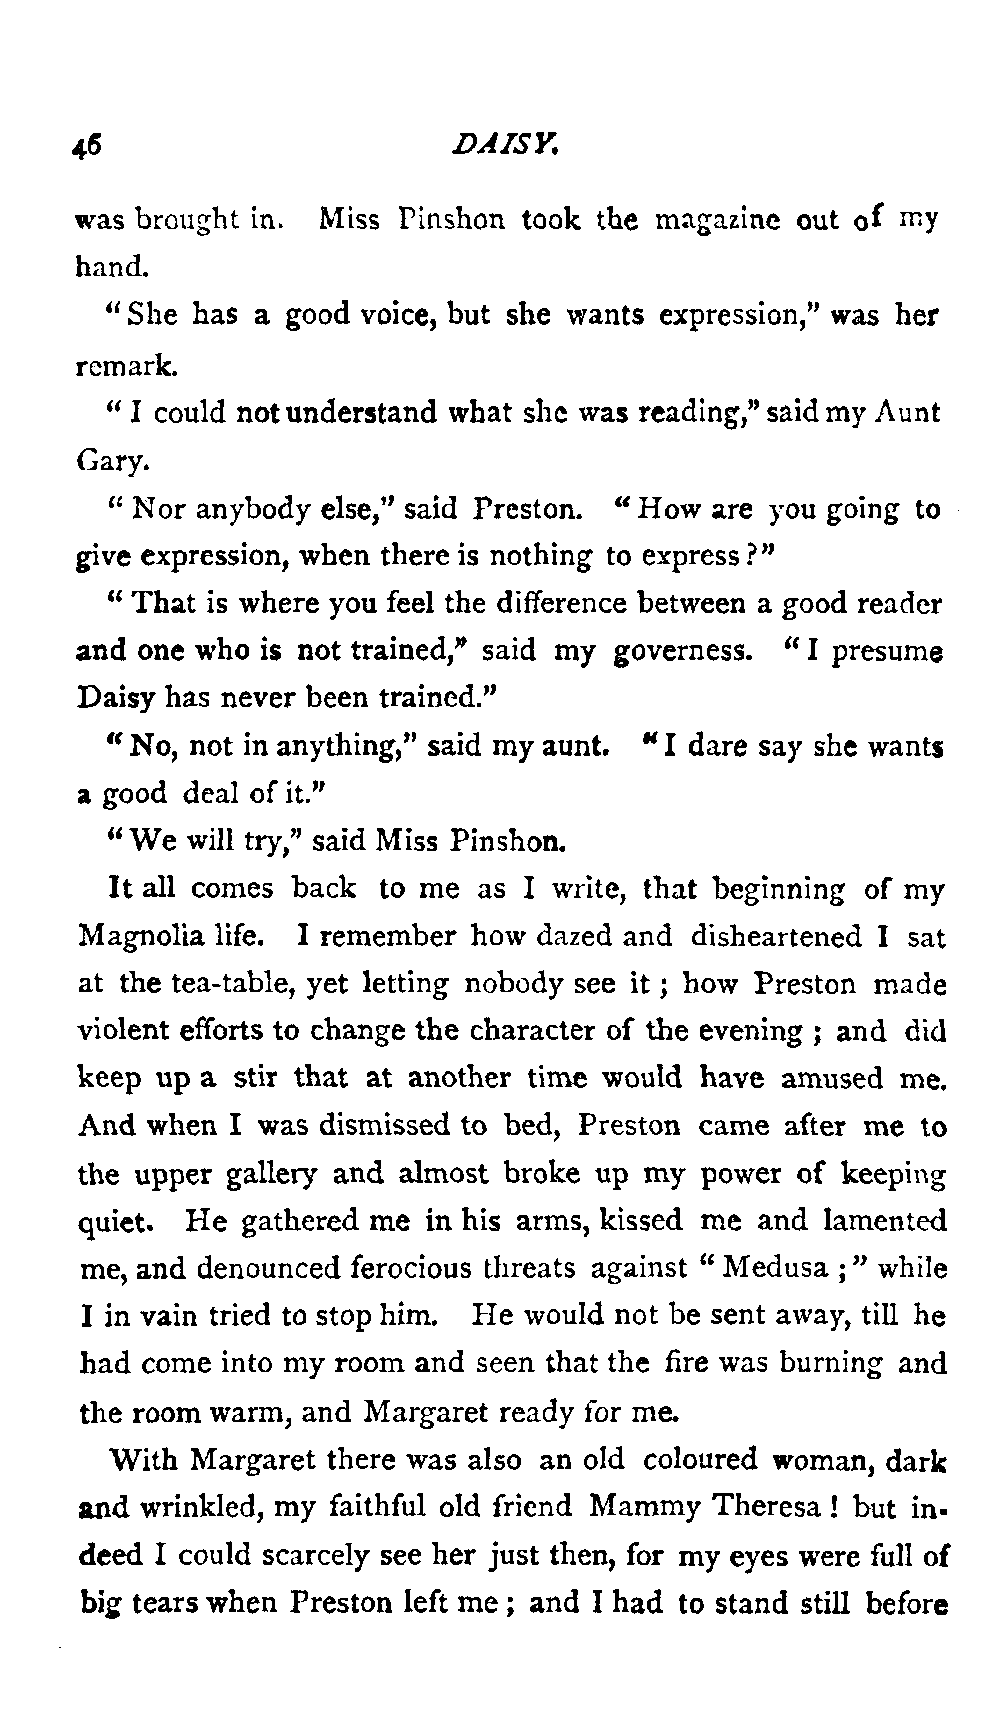 46 DAISY.
was brought in. Miss Pinshon took the magazine out of my
hand.
"She has a good voice, but she wants expression," was her
remark.
"I could not understand what she was reading," said my Aunt
Gary.
"Nor anybody else," said Preston. "How are you going to
give expression, when there is nothing to express?"
"That is where you feel the difference between a good reader
and one who is not trained," said my governess. "I presume
Daisy has never been trained."
"No, not in anything," said my aunt. "I dare say she wants
a good deal of it."
"We will try," said Miss Pinshon.
It all comes back to me as I write, that beginning of my
Magnolia life. I remember how dazed and disheartened I sat
at the tea-table, yet letting nobody see it; how Preston made
violent efforts to change the character of the evening; and did
keep up a stir that at another time would have amused me.
And when I was dismissed to bed, Preston came after me to
the upper gallery and almost broke up my power of keeping
quiet. He gathered me in his arms, kissed me and lamented
me, and denounced ferocious threats against "Medusa;" while
I in vain tried to stop him. He would not be sent away, till he
had come into my room and seen that the fire was burning and
the room warm, and Margaret ready for me.
With Margaret there was also an old coloured woman, dark
and wrinkled, my faithful old friend Mammy Theresa! but in-
deed I could scarcely see her just then, for my eyes were full of
big tears when Preston left me; and I had to stand still before